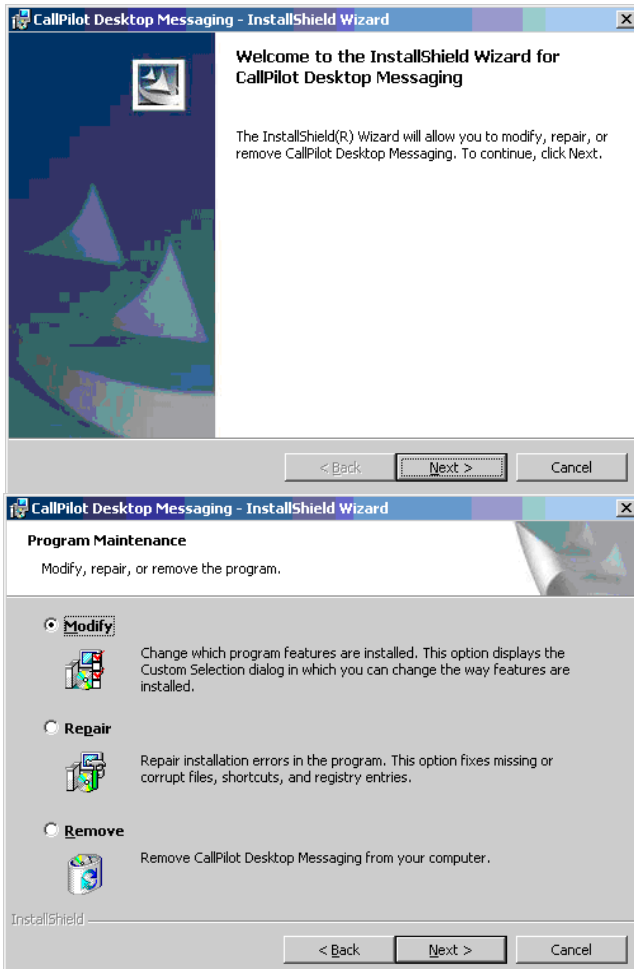 CallPilot Desktop Messaging - InstallShield Wizard
Welcome to the InstallShield Wizard for
CallPilot Desktop Messaging
The InstallShield(R) Wizard will allow you to modify, repair, or
remove CallPilot Desktop Messaging. To continue, click Next.
< Back Next > Cancel
CallPilot Desktop Messaging - InstallShield Wizard
Program Maintenance
Modify, repair, or remove the program.
Modify
Change which program features are installed. This option displays the
Custom Selection dialog in which you can change the way features are
installed.
Repair
Repair installation errors in the program. This option fixes missing or
corrupt files, shortcuts, and registry entries.
Remove
Remove CallPilot Desktop Messaging from your computer.
InstallShield
< Back Next > Cancel